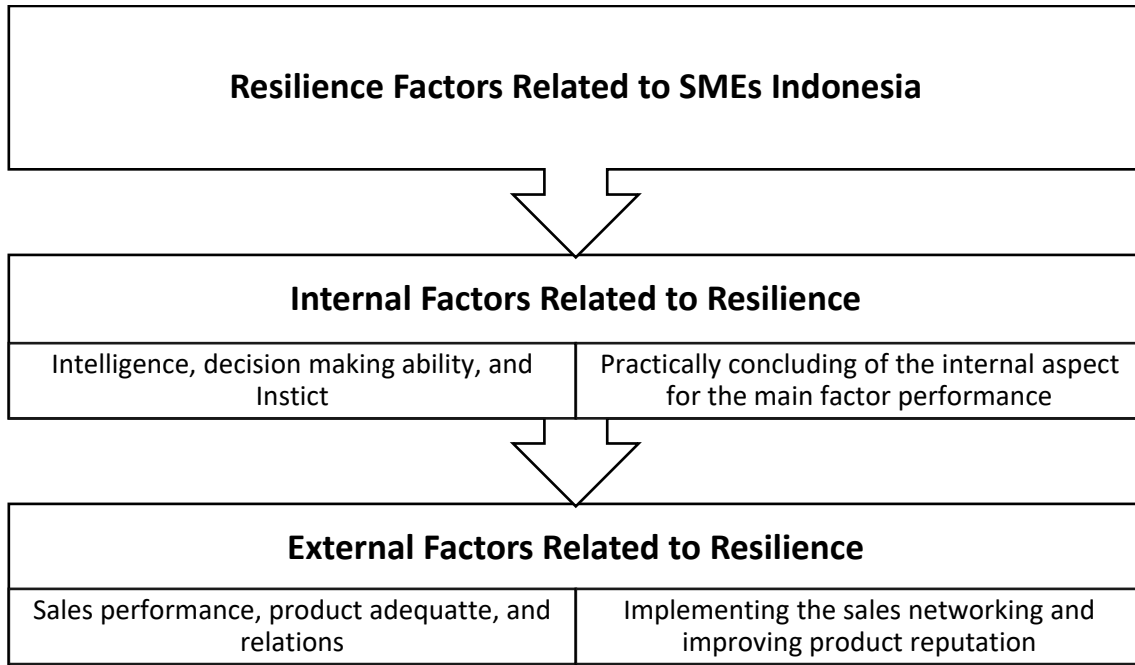 Resilience Factors Related to SMEs Indonesia
Internal Factors Related to Resilience
Intelligence, decision making ability, and
Instict
Practically concluding of the internal aspect
for the main factor performance
External Factors Related to Resilience
Sales performance, product adequatte, and
relations
Implementing the sales networking and
improving product reputation